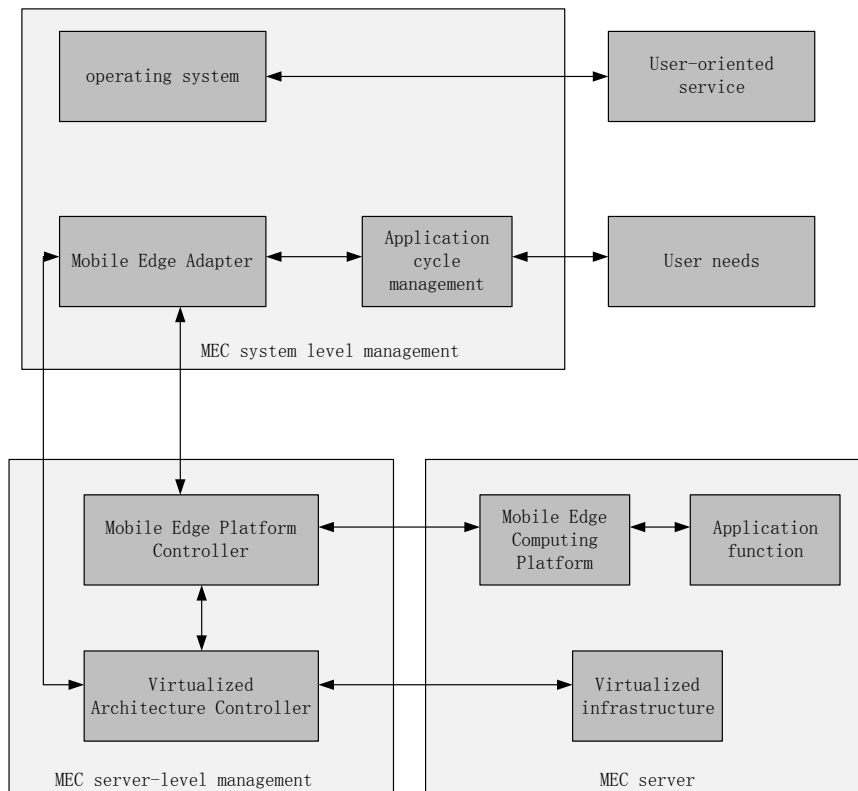 operating system
User-oriented
service
Mobile Edge Adapter
Application
cycle
management
User needs
MEC system level management
Mobile Edge Platform
Controller
Mobile Edge
Computing
Platform
Application
function
Virtualized
Architecture Controller
Virtualized
infrastructure
MEC server-level management
MEC server